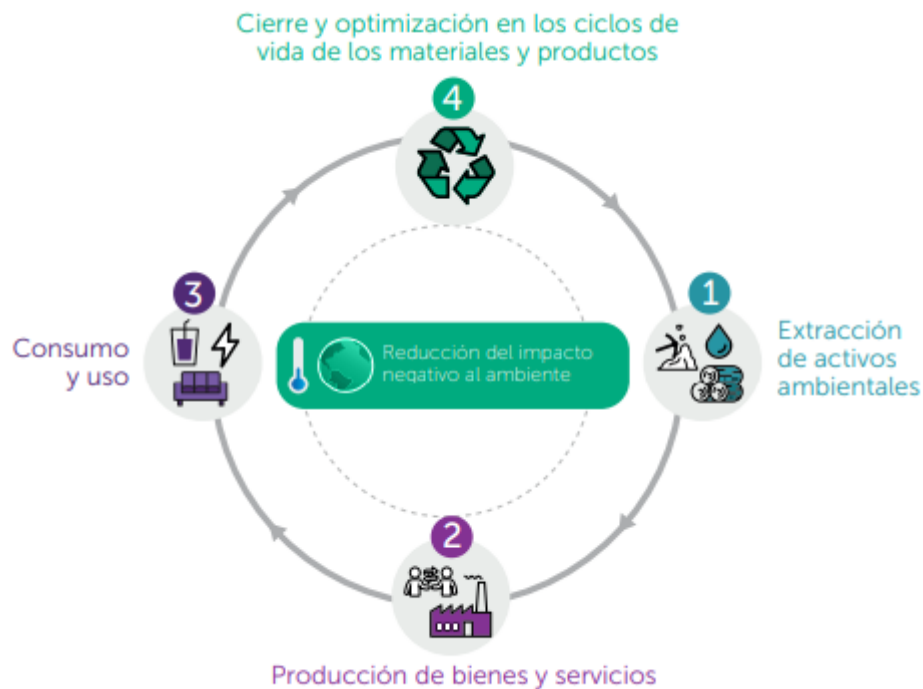 Cierre y optimización en los ciclos de
vida de los materiales y productos
4
3
Consumo
y uso
Reducción del impacto
negativo al ambiente
1
Extracción
de activos
ambientales
2
Producción de bienes y servicios